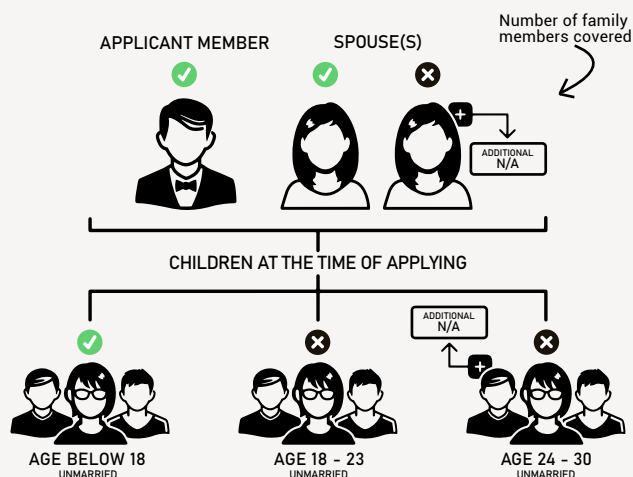 Number of family
members covered
APPLICANT MEMBER
SPOUSE(S)
ADDITIONAL
N/A
CHILDREN AT THE TIME OF APPLYING
ADDITIONAL
N/A
AGE BELOW 18
UNMARRIED
AGE 18 - 23
UNMARRIED
AGE 24 - 30
UNMARRIED